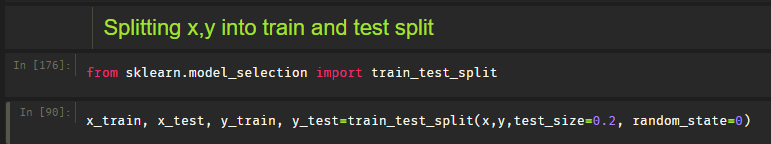 Splitting x,y into train and test split
In [176]: from sklearn.model_selection import train_test_split
In [90]: x_train, x_test, y_train, y_test=train_test_split(x,y,test_size=0.2, random_state=0)